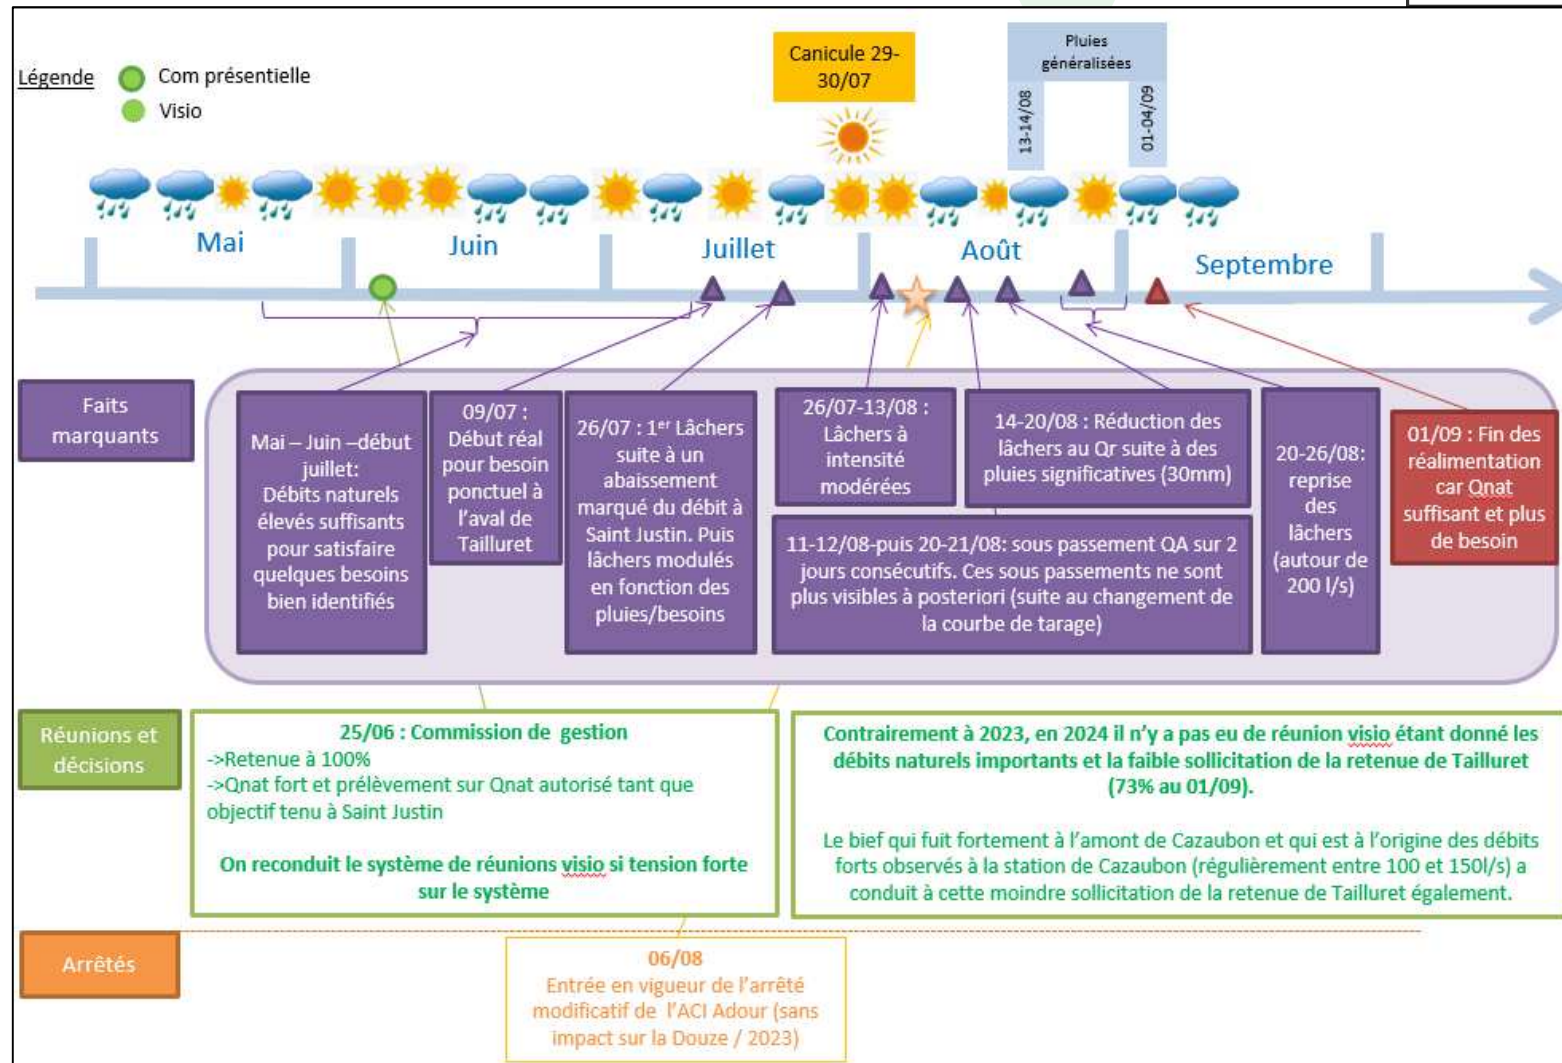 Légende
Com présentielle
Visio
Canicule 29-
30/07
Pluies
généralisées
13-14/08
01-04/09
Mai
Juin
Juillet
Août
Septembre
Faits
marquants
Mai – Juin –début
juillet:
Débits naturels
élevés suffisants
pour satisfaire
quelques besoins
bien identifiés
09/07 :
Début réal
pour besoin
ponctuel à
l’aval de
Tailluret
26/07 : 1er Lâchers
suite à un
abaissement
marqué du débit à
Saint Justin. Puis
lâchers modulés
en fonction des
pluies/besoins
26/07-13/08 :
Lâchers à
intensité
modérées
14-20/08 : Réduction des
lâchers au Qr suite à des
pluies significatives (30mm)
11-12/08-puis 20-21/08: sous passement QA sur 2
jours consécutifs. Ces sous passements ne sont
plus visibles à posteriori (suite au changement de
la courbe de tarage)
20-26/08:
reprise
des
lâchers
(autour de
200 l/s)
01/09 : Fin des
réalimentation
car Qnat
suffisant et plus
de besoin
Réunions et
décisions
25/06 : Commission de gestion
->Retenue à 100%
->Qnat fort et prélèvement sur Qnat autorisé tant que
objectif tenu à Saint Justin
On reconduit le système de réunions visio si tension forte
sur le système
Contrairement à 2023, en 2024 il n’y a pas eu de réunion visio étant donné les
débits naturels importants et la faible sollicitation de la retenue de Tailluret
(73% au 01/09).
Le bief qui fuit fortement à l’amont de Cazaubon et qui est à l’origine des débits
forts observés à la station de Cazaubon (régulièrement entre 100 et 150l/s) a
conduit à cette moindre sollicitation de la retenue de Tailluret également.
Arrêtés
06/08
Entrée en vigueur de l’arrêté
modificatif de l’ACI Adour (sans
impact sur la Douze / 2023)